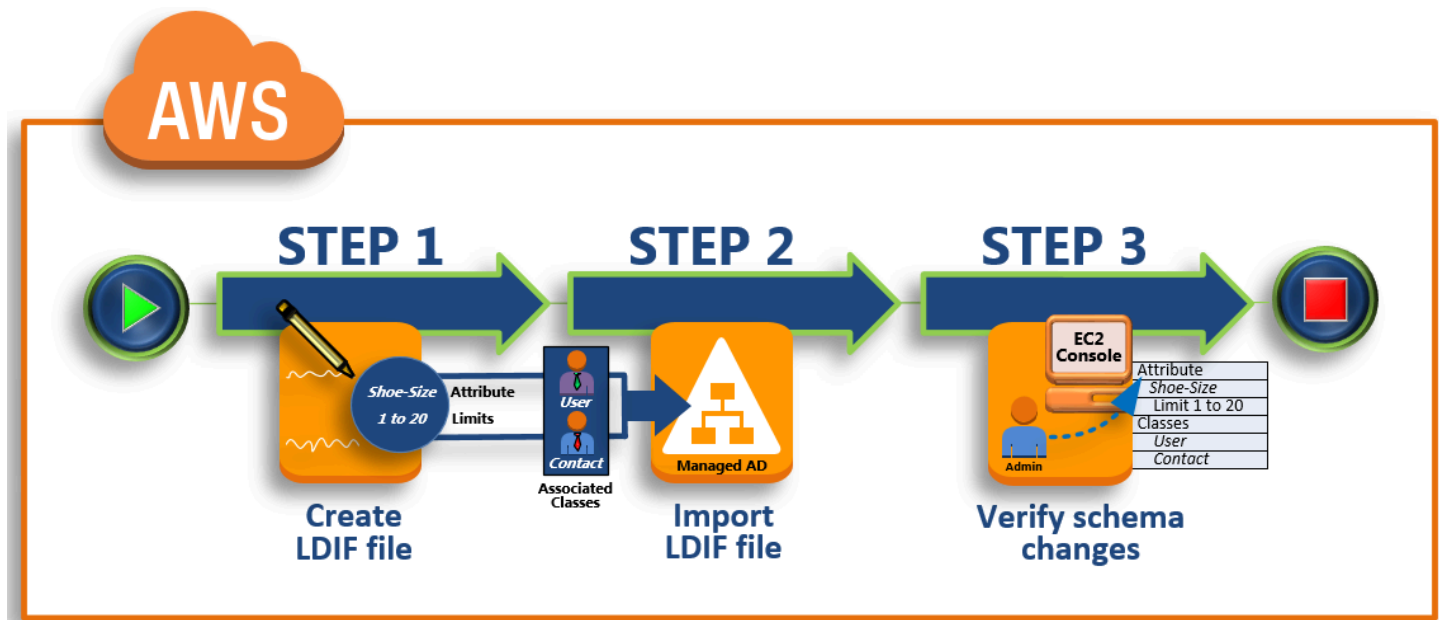 AWS
STEP 1
STEP 2
STEP 3
Shoe-Size
1 to 20
Attribute
Limits
User
Contact
Associated
Classes
Managed AD
EC2
Console
Admin
Attribute
Shoe-Size
Limit 1 to 20
Classes
User
Contact
Create
LDIF file
Import
LDIF file
Verify schema
changes